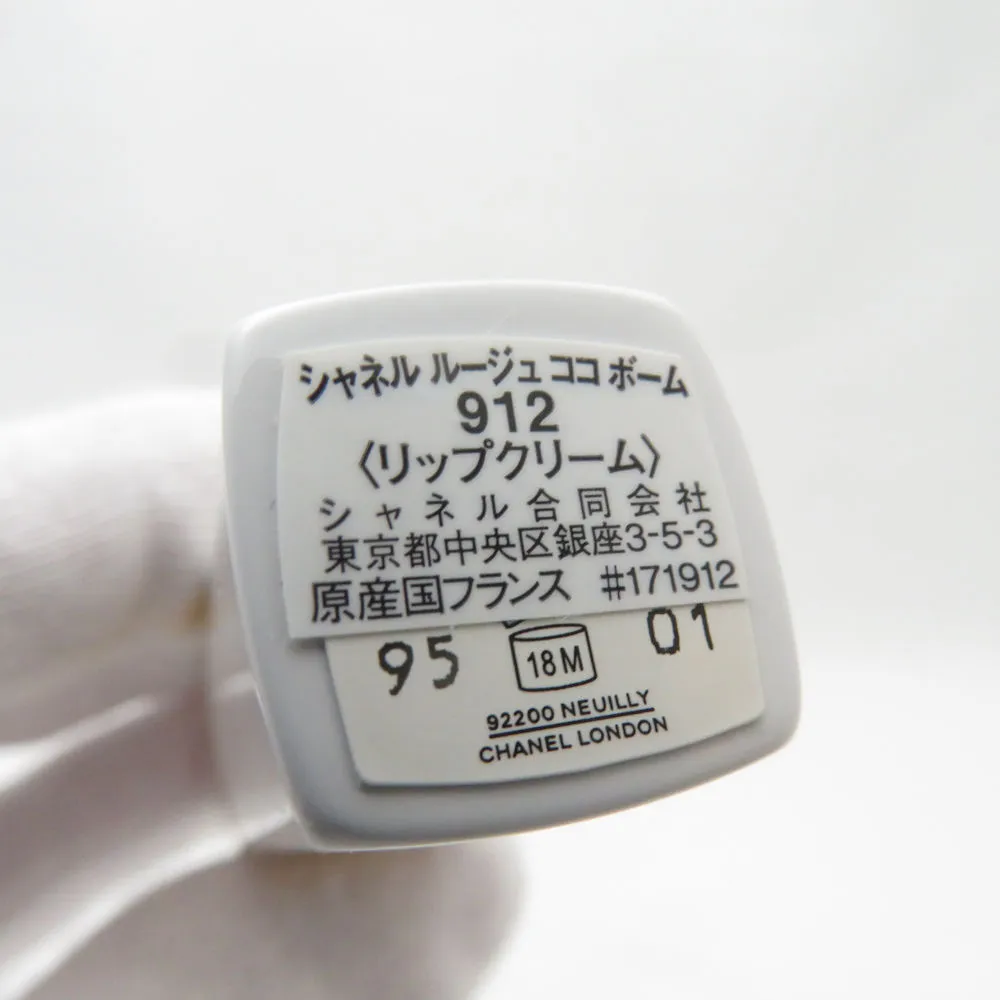 シャネル ルージュ ココ ボーム
912
〈リップクリーム〉
シャネル合同会社
東京都中央区銀座3-5-3
原産国フランス #171912
95 18M 01
92200 NEUILLY
CHANEL LONDON